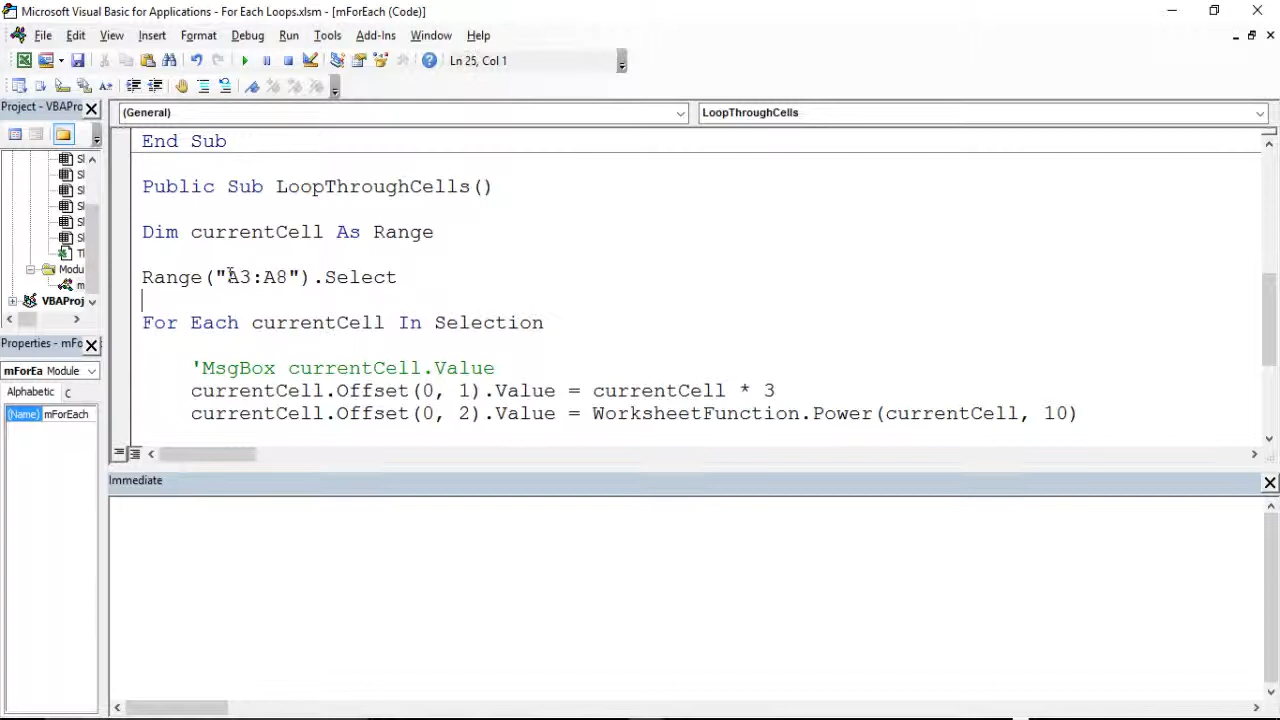 Microsoft Visual Basic for Applications - For Each Loops.xlsm - [mForEach (Code)]
File Edit View Insert Format Debug Run Tools Add-Ins Window Help
Ln 25, Col 1
Project - VBAPro
(General)
LoopThroughCells
Modu
VBAProj
Properties - mFo
mForEa Module
Alphabetic C
(Name) mForEach
End Sub
Public Sub LoopThroughCells()
Dim currentCell As Range
Range("A3:A8").Select
For Each currentCell In Selection
'MsgBox currentCell.Value
currentCell.Offset(0, 1).Value = currentCell * 3
currentCell.Offset(0, 2).Value = WorksheetFunction.Power(currentCell, 10)
Immediate